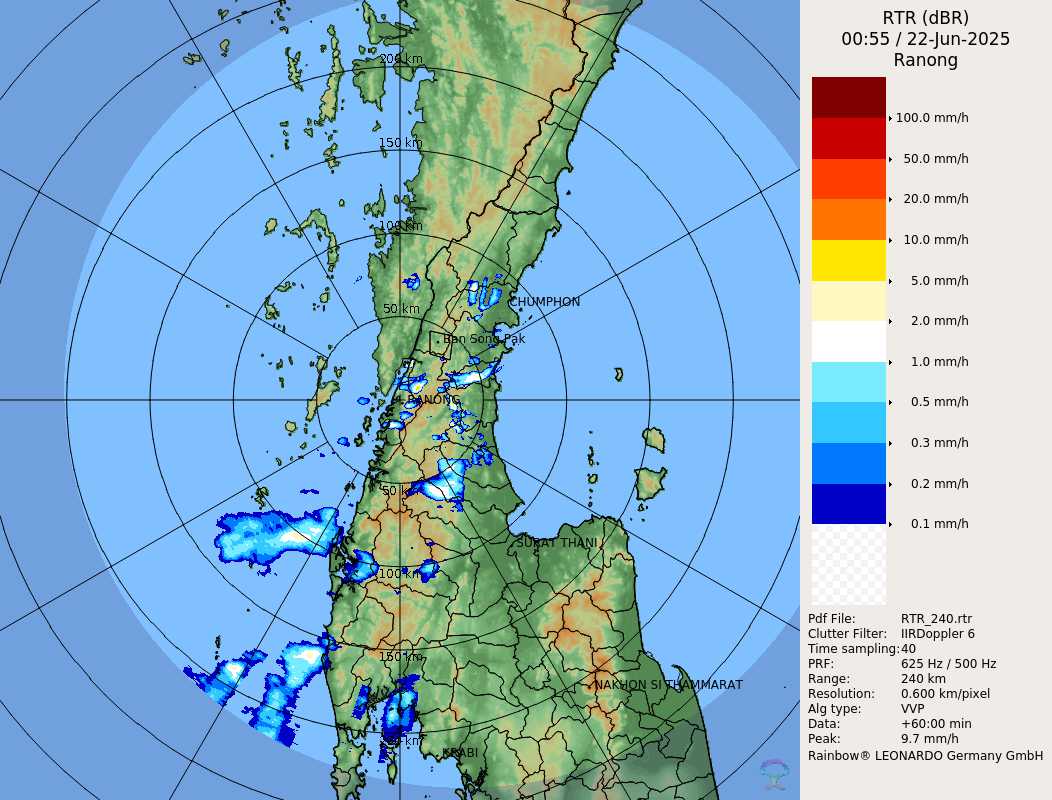 RTR (dBR)
00:55 / 22-Jun-2025
Ranong
100.0 mm/h
50.0 mm/h
20.0 mm/h
10.0 mm/h
5.0 mm/h
2.0 mm/h
1.0 mm/h
0.5 mm/h
0.3 mm/h
0.2 mm/h
0.1 mm/h
Pdf File: RTR_240.rtr
Clutter Filter: IIRDoppler 6
Time sampling: 40
PRF: 625 Hz / 500 Hz
Range: 240 km
Resolution: 0.600 km/pixel
Alg type: VVP
Data: +60:00 min
Peak: 9.7 mm/h
Rainbow® LEONARDO Germany GmbH
200 km
150 km
100 km
50 km
CHUMPHON
Ban Song Pak
RANONG
50 km
SURAT THANI
100 km
150 km
NAKHON SI THAMMARAT
km
KRABI